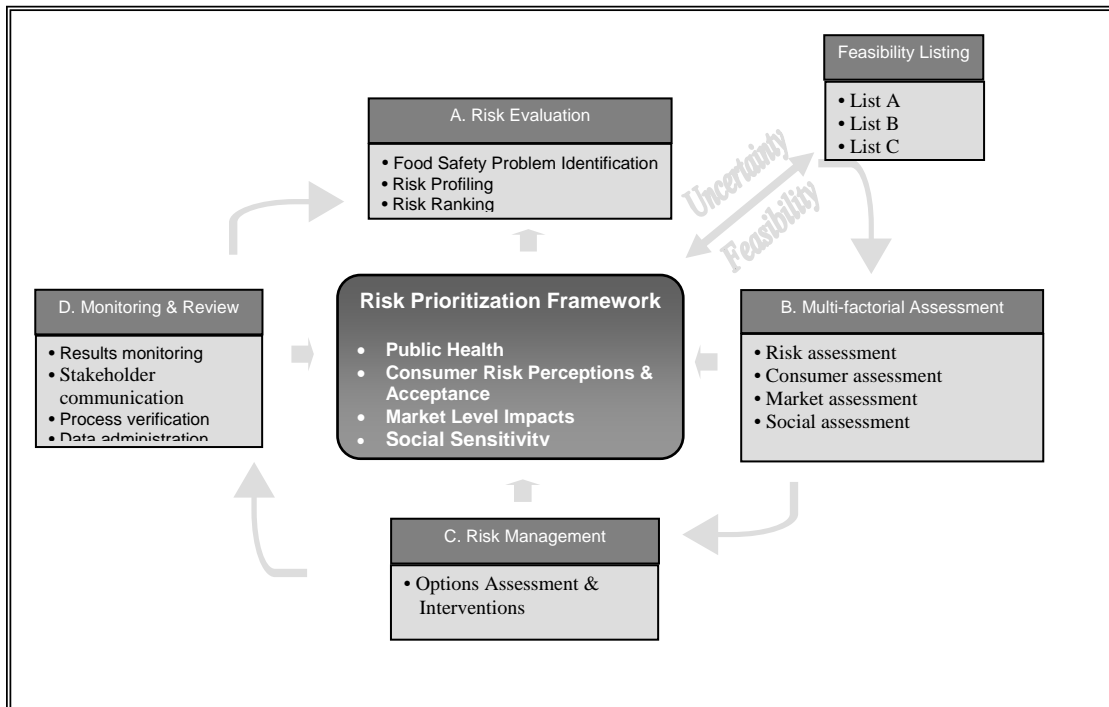 Feasibility Listing
• List A
• List B
• List C
A. Risk Evaluation
• Food Safety Problem Identification
• Risk Profiling
• Risk Ranking
Uncertainty
Feasibility
Risk Prioritization Framework
• Public Health
• Consumer Risk Perceptions &
Acceptance
• Market Level Impacts
• Social Sensitivity
D. Monitoring & Review
• Results monitoring
• Stakeholder
communication
• Process verification
• Data administration
B. Multi-factorial Assessment
• Risk assessment
• Consumer assessment
• Market assessment
• Social assessment
C. Risk Management
• Options Assessment &
Interventions